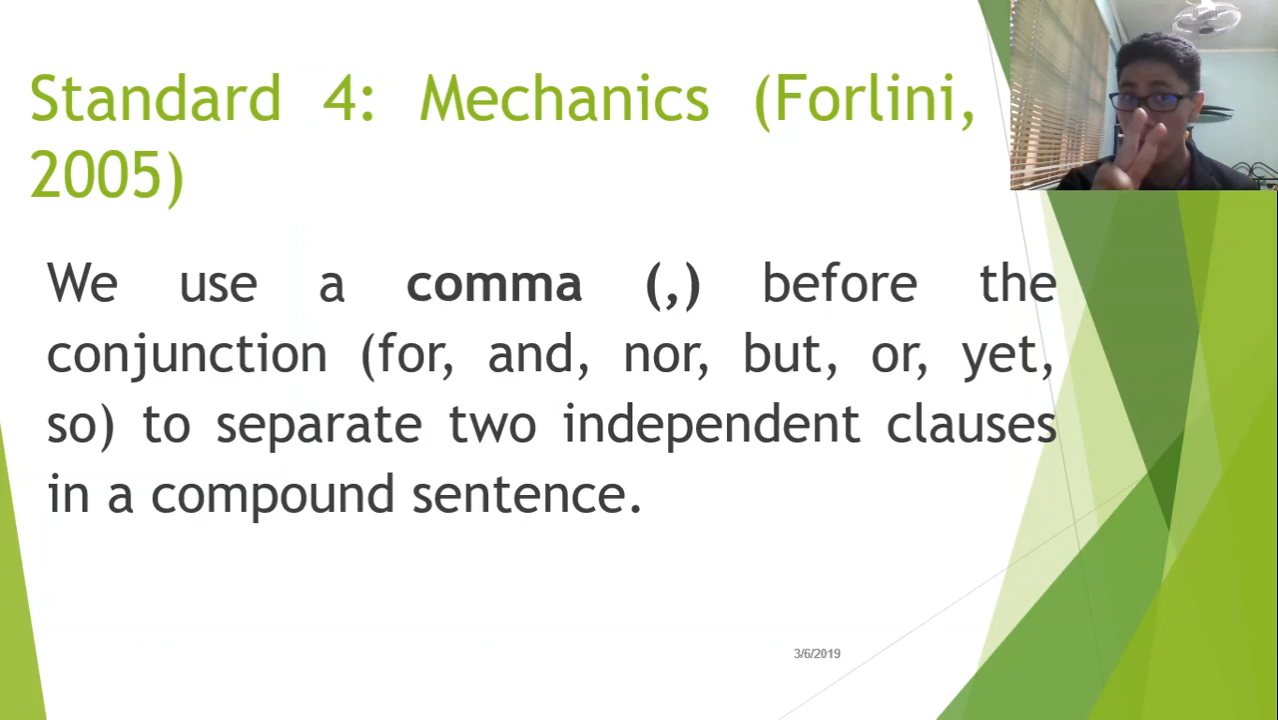 Standard 4: Mechanics (Forlini,
2005)
We use a comma (,) before the
conjunction (for, and, nor, but, or, yet,
so) to separate two independent clauses
in a compound sentence.
3/6/2019